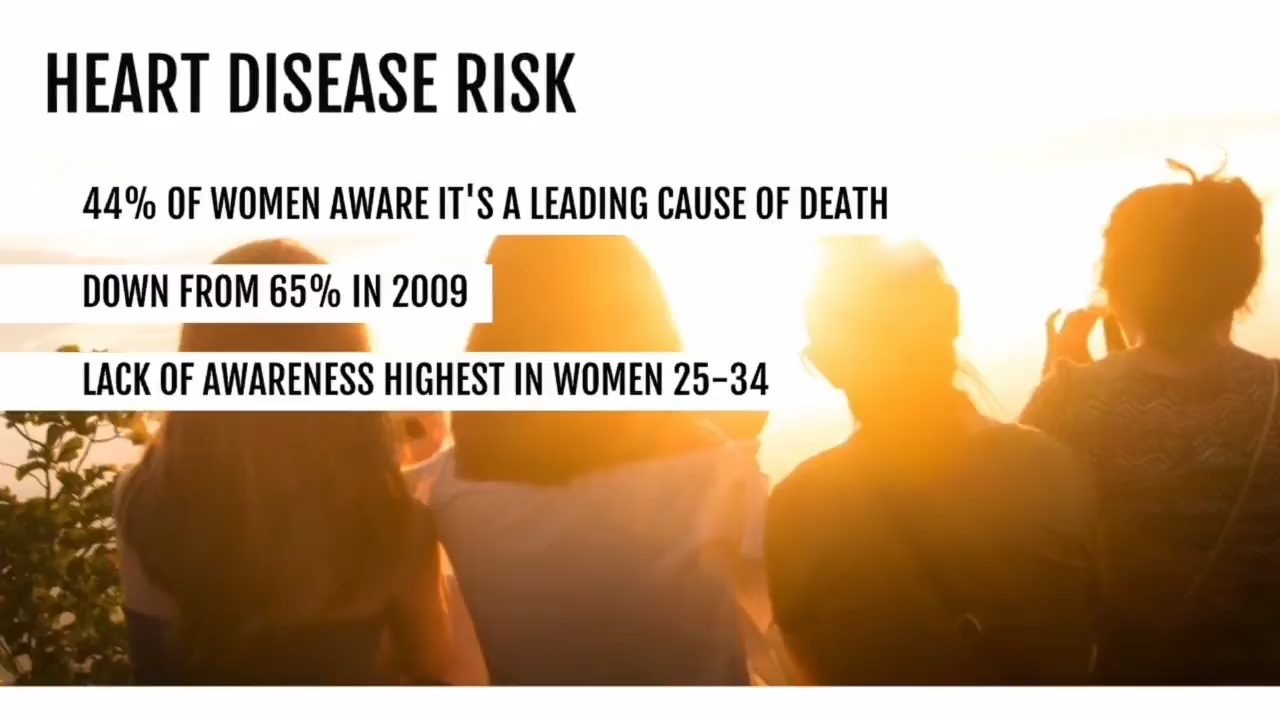 HEART DISEASE RISK
44% OF WOMEN AWARE IT'S A LEADING CAUSE OF DEATH
DOWN FROM 65% IN 2009
LACK OF AWARENESS HIGHEST IN WOMEN 25-34